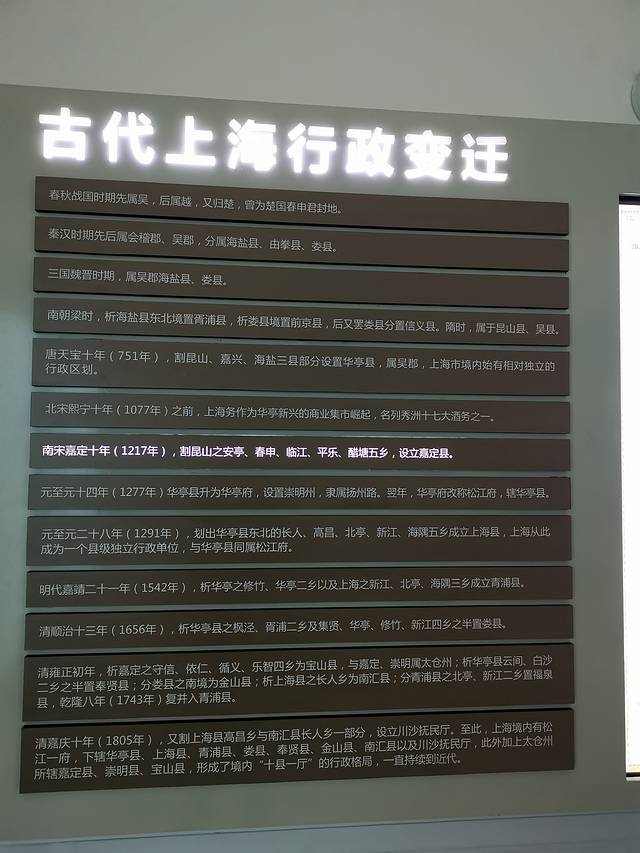 古代上海行政变迁
春秋战国时期先属吴，后属越，又归楚，曾为楚国春申君封地。
秦汉时期先后属会稽郡、吴郡，分属海盐县、由拳县、娄县。
三国魏晋时期，属吴郡海盐县、娄县。
南朝梁时，析海盐县东北境置胥浦县，析娄县境置前京县，后又罢娄县分置信义县。隋时，属于昆山县、吴县。
唐天宝十年（751年），割昆山、嘉兴、海盐三县部分设置华亭县，属吴郡，上海市境内始有相对独立的
行政区划。
北宋熙宁十年（1077年）之前，上海务作为华亭新兴的商业集市崛起，名列秀洲十七大酒务之一。
南宋嘉定十年（1217年），割昆山之安亭、春申、临江、平乐、醋塘五乡，设立嘉定县。
元至元十四年（1277年）华亭县升为华亭府，设置崇明州，隶属扬州路。翌年，华亭府改称松江府，辖华亭县。
元至元二十八年（1291年），划出华亭县东北的长人、高昌、北亭、新江、海隅五乡成立上海县，上海从此
成为一个县级独立行政单位，与华亭县同属松江府。
明代嘉靖二十一年（1542年），析华亭之修竹、华亭二乡以及上海之新江、北亭、海隅三乡成立青浦县。
清顺治十三年（1656年），析华亭县之枫泾、胥浦二乡及集贤、华亭、修竹、新江四乡之半置娄县。
清雍正初年，析嘉定之守信、依仁、循义、乐智四乡为宝山县，与嘉定、崇明属太仓州；析华亭县云间、白沙
二乡之半置奉贤县；分娄县之南境为金山县；析上海县之长人乡为南汇县；分青浦县之北亭、新江二乡置福泉
县，乾隆八年（1743年）复并入青浦县。
清嘉庆十年（1805年），又割上海县高昌乡与南汇县长人乡一部分，设立川沙抚民厅。至此，上海境内有松
江一府，下辖华亭县、上海县、青浦县、娄县、奉贤县、金山县、南汇县以及川沙抚民厅，此外加上太仓州
所辖嘉定县、崇明县、宝山县，形成了境内“十县一厅”的行政格局，一直持续到近代。